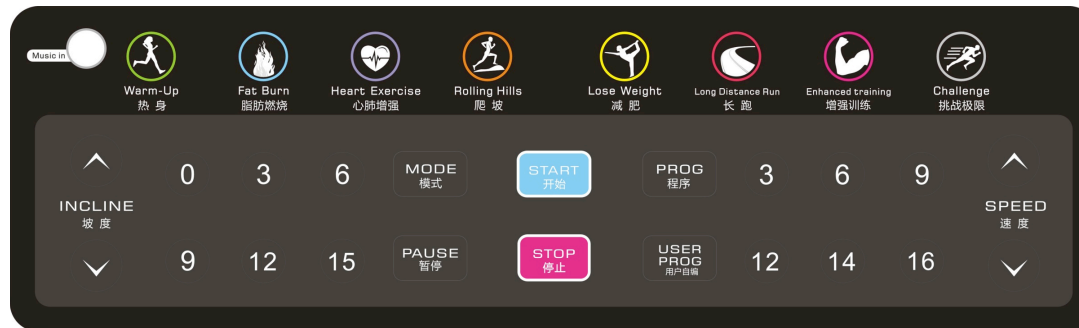 Music in
Warm-Up
热身
Fat Burn
脂肪燃烧
Heart Exercise
心肺增强
Rolling Hills
爬坡
Lose Weight
减肥
Long Distance Run
长跑
Enhanced training
增强训练
Challenge
挑战极限
INCLINE
坡度
0 3 6
9 12 15
MODE
模式
PAUSE
暂停
START
开始
STOP
停止
PROG
程序
USER
PROG
用户自编
3 6 9
12 14 16
SPEED
速度